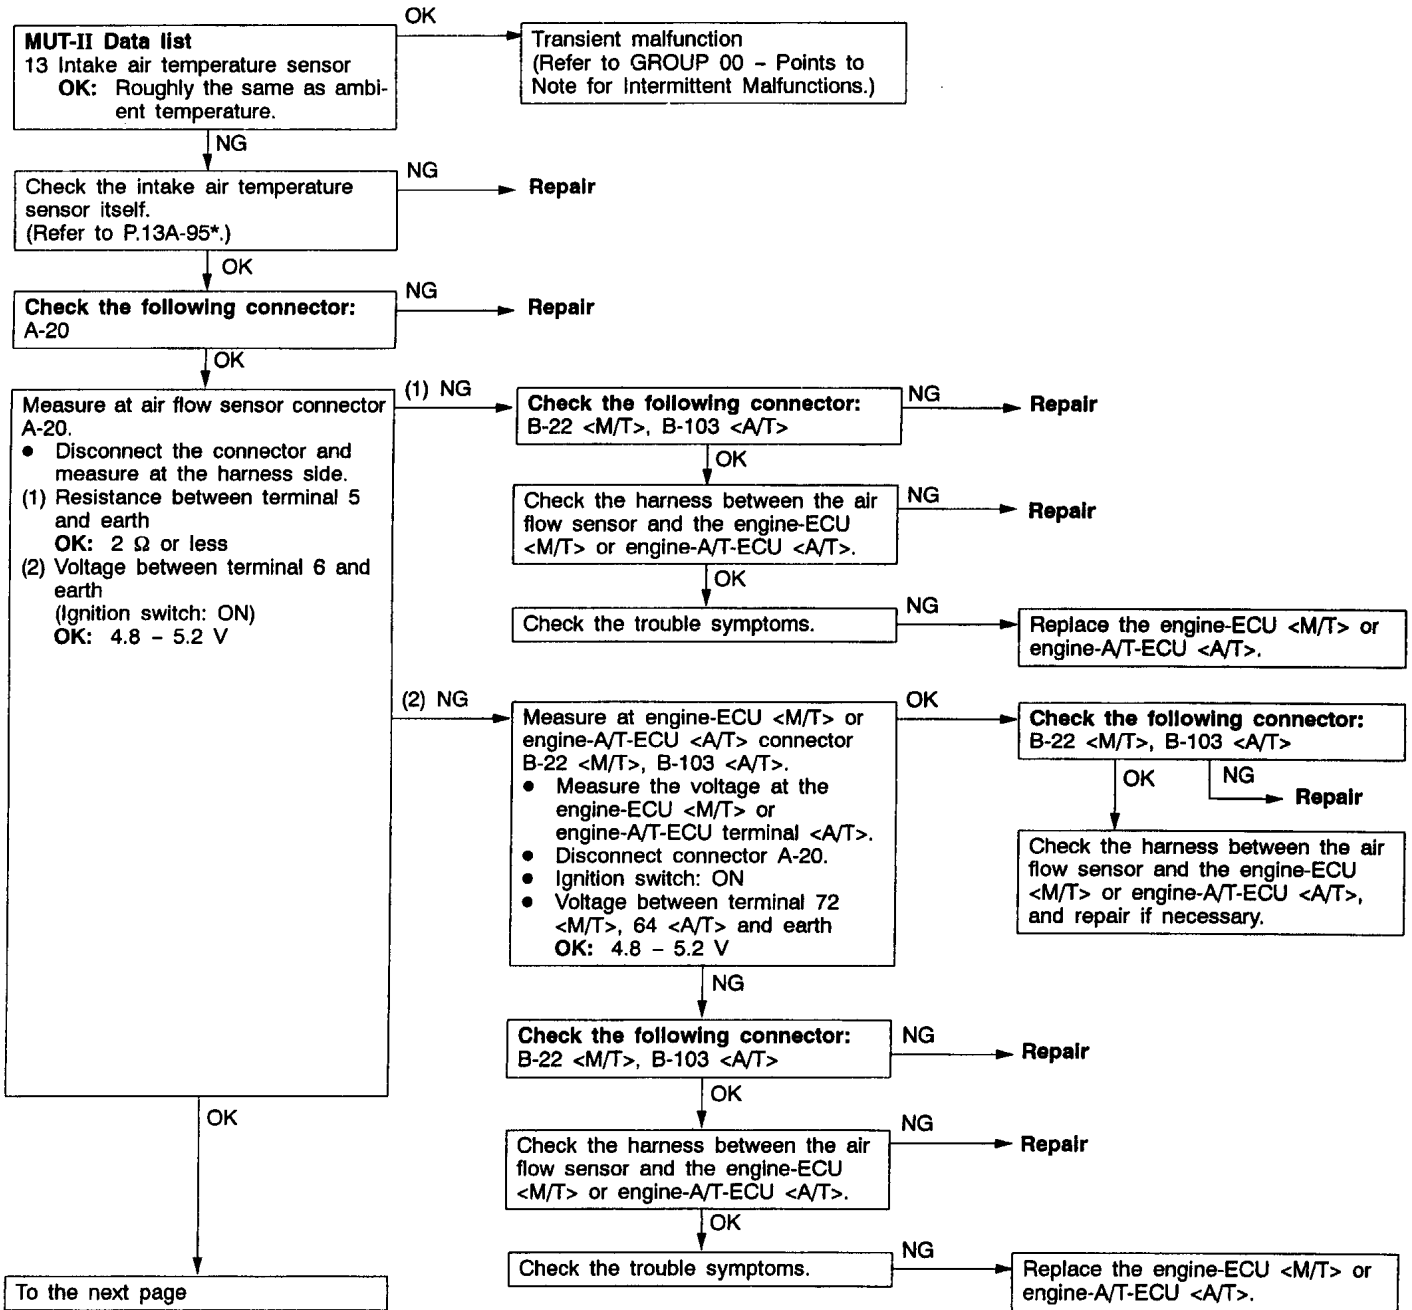 OK
MUT-II Data list
13 Intake air temperature sensor
OK: Roughly the same as ambi-
ent temperature.
Transient malfunction
(Refer to GROUP 00 – Points to
Note for Intermittent Malfunctions.)
NG
Check the intake air temperature
sensor itself.
(Refer to P.13A-95*.)
NG
Repair
OK
Check the following connector:
A-20
NG
Repair
OK
Measure at air flow sensor connector
A-20.
● Disconnect the connector and
measure at the harness side.
(1) Resistance between terminal 5
and earth
OK: 2 Ω or less
(2) Voltage between terminal 6 and
earth
(Ignition switch: ON)
OK: 4.8 – 5.2 V
(1) NG
Check the following connector:
B-22 <M/T>, B-103 <A/T>
NG
Repair
OK
Check the harness between the air
flow sensor and the engine-ECU
<M/T> or engine-A/T-ECU <A/T>.
NG
Repair
OK
Check the trouble symptoms.
NG
Replace the engine-ECU <M/T> or
engine-A/T-ECU <A/T>.
(2) NG
Measure at engine-ECU <M/T> or
engine-A/T-ECU <A/T> connector
B-22 <M/T>, B-103 <A/T>.
● Measure the voltage at the
engine-ECU <M/T> or
engine-A/T-ECU terminal <A/T>.
● Disconnect connector A-20.
● Ignition switch: ON
● Voltage between terminal 72
<M/T>, 64 <A/T> and earth
OK: 4.8 – 5.2 V
OK
Check the following connector:
B-22 <M/T>, B-103 <A/T>
OK
NG
Repair
Check the harness between the air
flow sensor and the engine-ECU
<M/T> or engine-A/T-ECU <A/T>,
and repair if necessary.
NG
Check the following connector:
B-22 <M/T>, B-103 <A/T>
NG
Repair
OK
Check the harness between the air
flow sensor and the engine-ECU
<M/T> or engine-A/T-ECU <A/T>.
NG
Repair
OK
Check the trouble symptoms.
NG
Replace the engine-ECU <M/T> or
engine-A/T-ECU <A/T>.
OK
To the next page